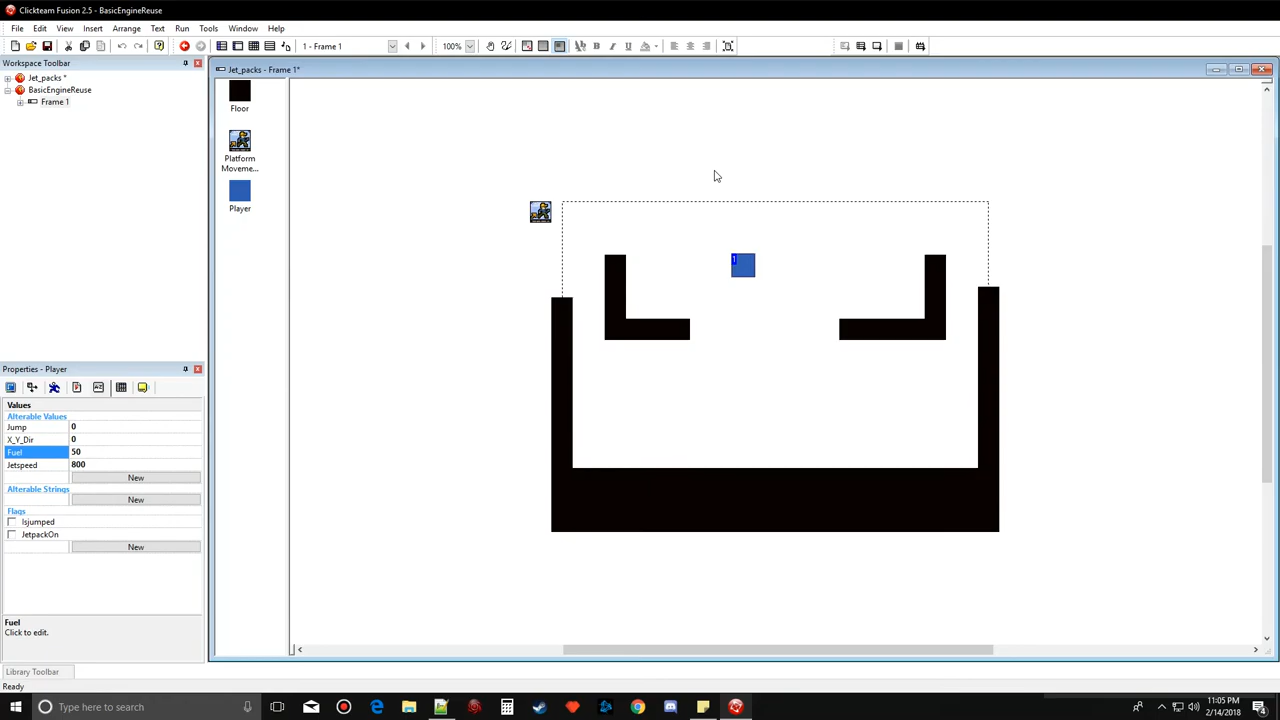 Clickteam Fusion 2.5 - BasicEngineReuse
File Edit View Insert Arrange Text Run Tools Window Help
1 - Frame 1
100%
Workspace Toolbar
Jet_packs *
BasicEngineReuse
Frame 1
Jet_packs - Frame 1*
Floor
Platform
Moveme...
Player
1
Properties - Player
Values
Alterable Values
Jump 0
X_Y_Dir 0
Fuel 50
Jetspeed 800
New
Alterable Strings
New
Flags
Isjumped
JetpackOn
New
Fuel
Click to edit.
Library Toolbar
Ready
Type here to search
11:05 PM
2/14/2018
4